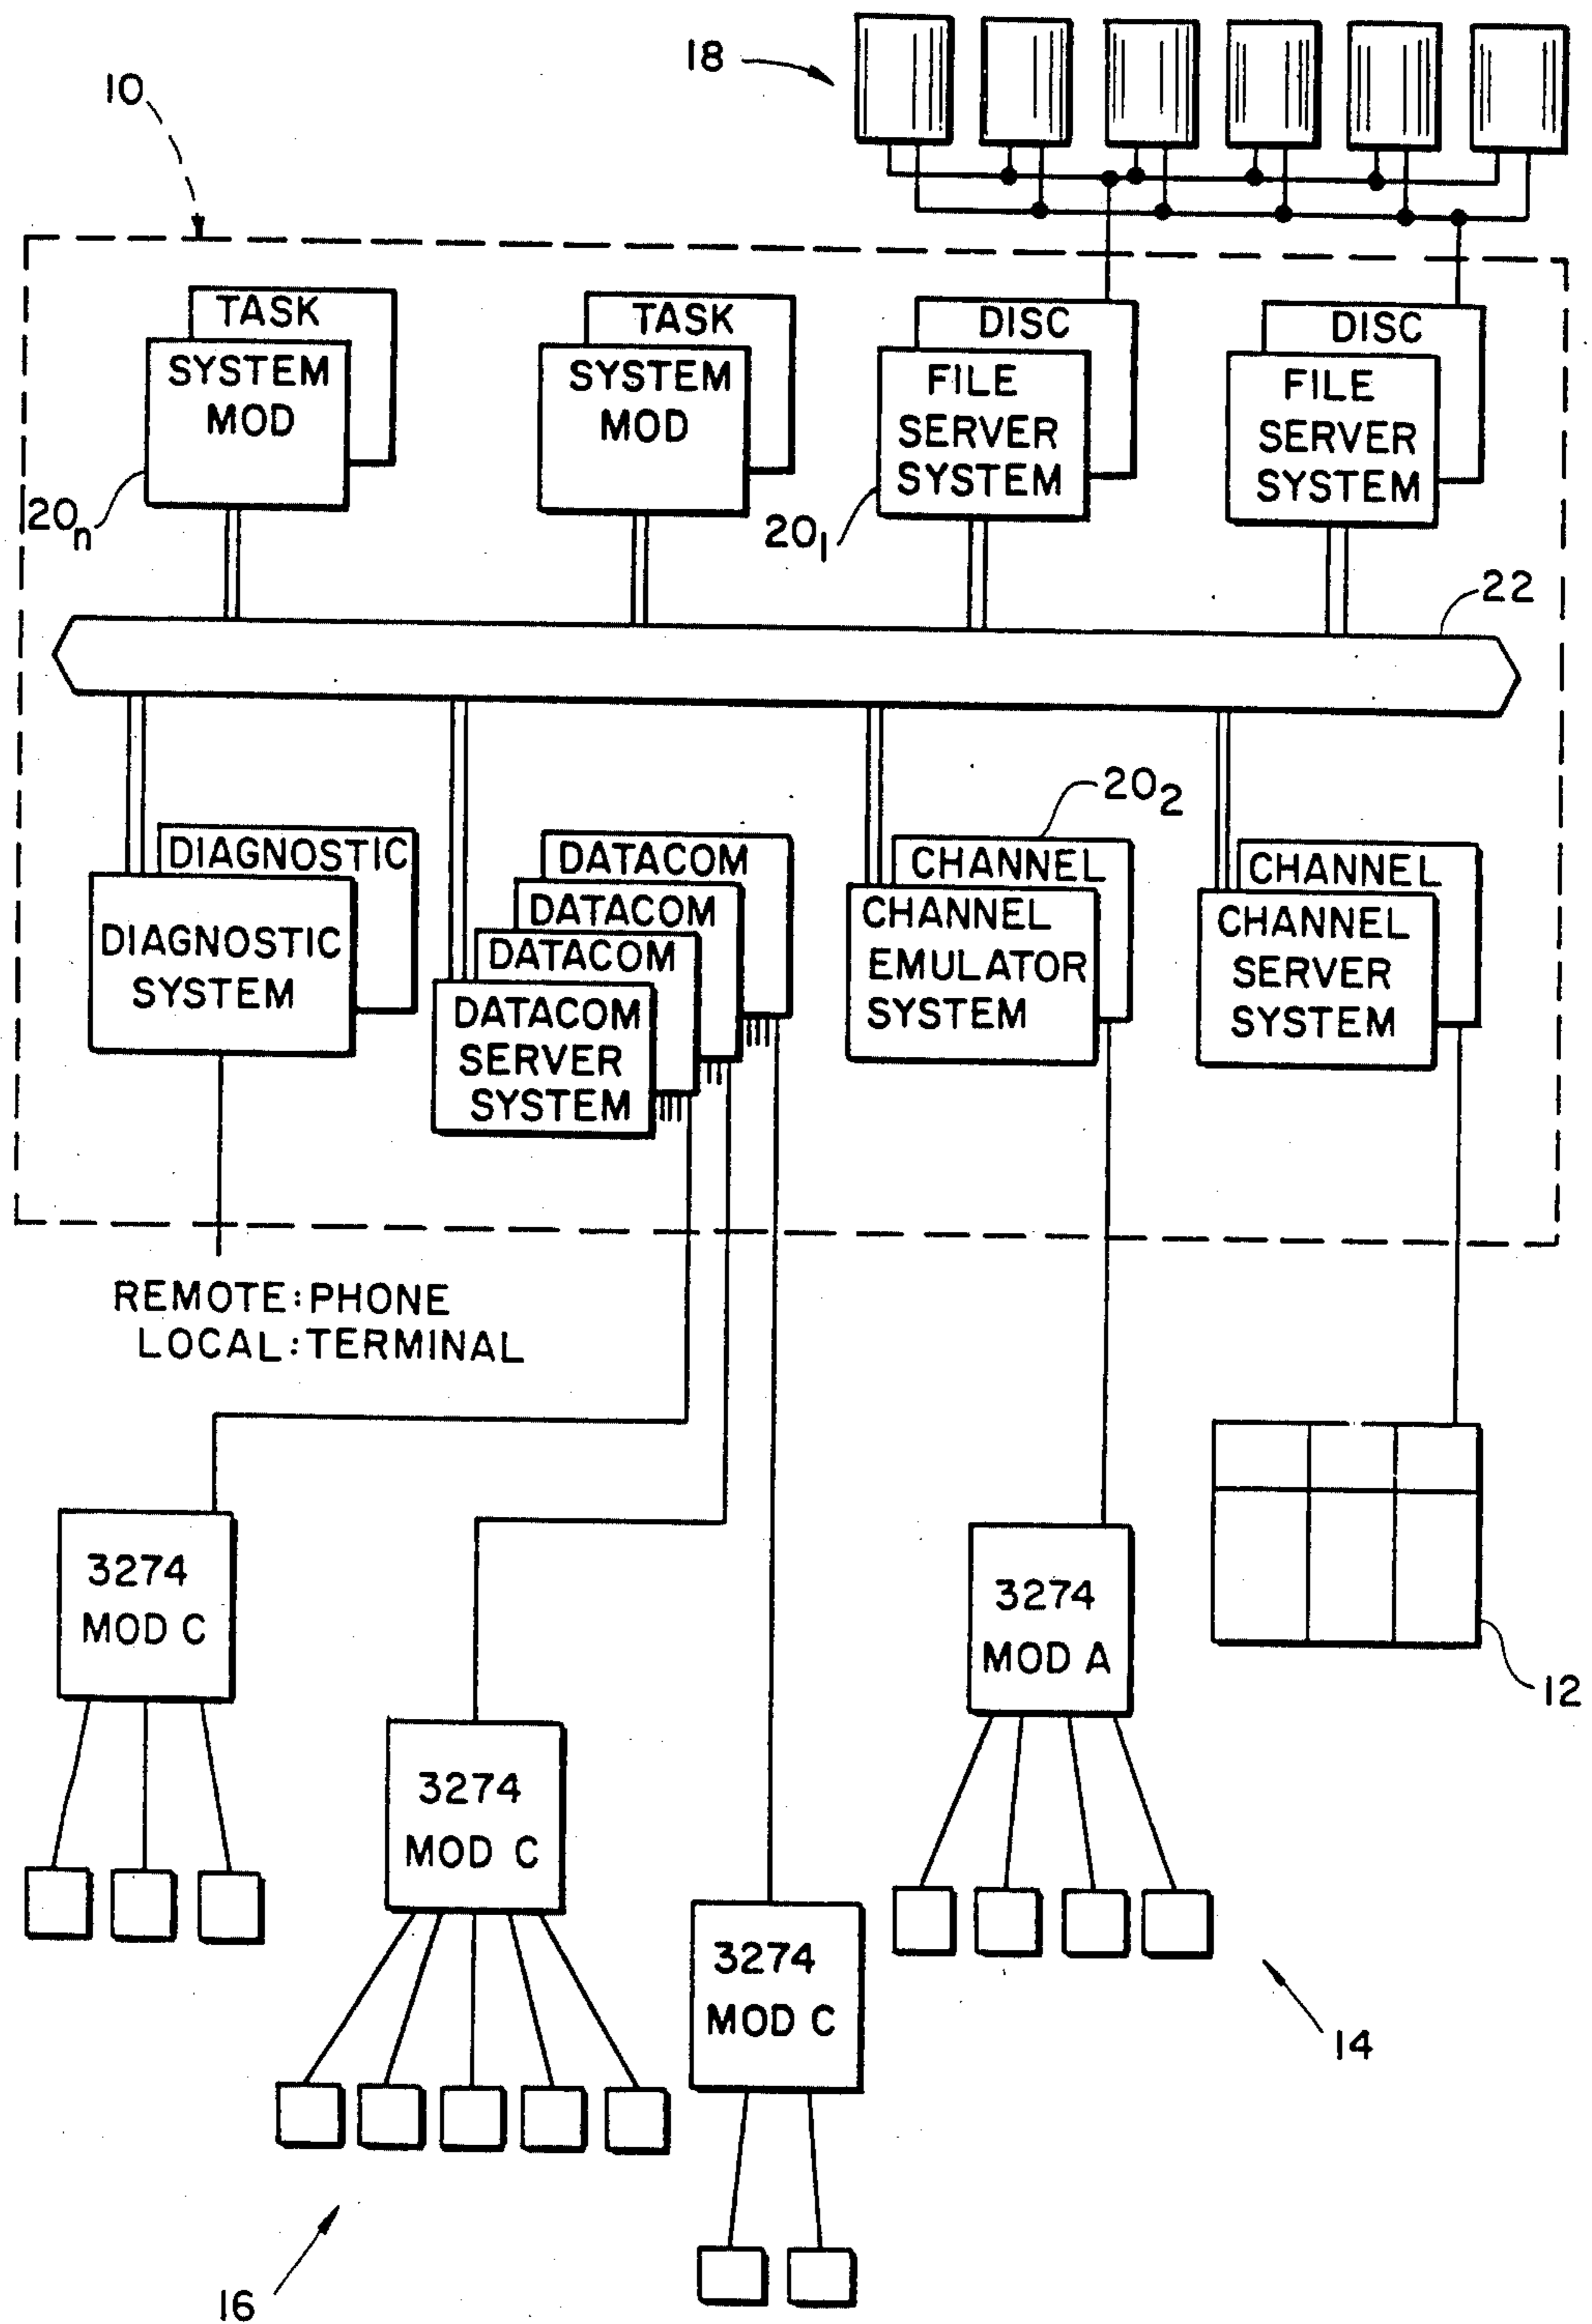 18
10
TASK
SYSTEM
MOD
20n
TASK
SYSTEM
MOD
DISC
FILE
SERVER
SYSTEM
201
DISC
FILE
SERVER
SYSTEM
22
DIAGNOSTIC
DIAGNOSTIC
SYSTEM
DATACOM
DATACOM
DATACOM
DATACOM
SERVER
SYSTEM
202
CHANNEL
CHANNEL
EMULATOR
SYSTEM
CHANNEL
CHANNEL
SERVER
SYSTEM
REMOTE:PHONE
LOCAL:TERMINAL
3274
MOD C
3274
MOD C
3274
MOD C
3274
MOD A
12
14
16